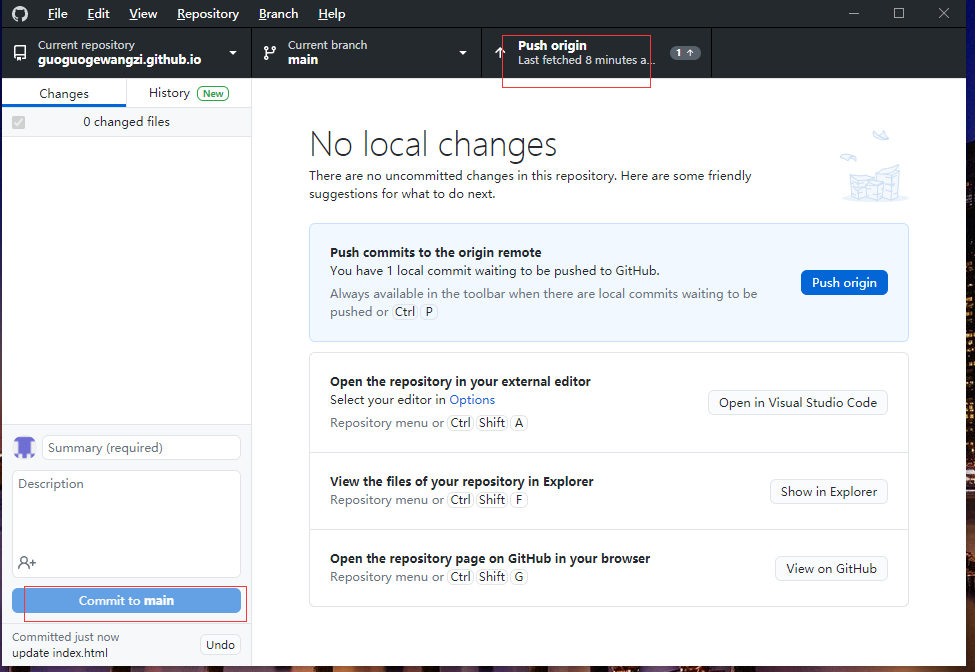 File Edit View Repository Branch Help
Current repository
guoguogewangzi.github.io
Current branch
main
Push origin
Last fetched 8 minutes a...
1
Changes
History New
0 changed files
No local changes
There are no uncommitted changes in this repository. Here are some friendly
suggestions for what to do next.
Push commits to the origin remote
You have 1 local commit waiting to be pushed to GitHub.
Always available in the toolbar when there are local commits waiting to be
pushed or Ctrl P
Push origin
Open the repository in your external editor
Select your editor in Options
Repository menu or Ctrl Shift A
Open in Visual Studio Code
View the files of your repository in Explorer
Repository menu or Ctrl Shift F
Show in Explorer
Open the repository page on GitHub in your browser
Repository menu or Ctrl Shift G
View on GitHub
Summary (required)
Description
Commit to main
Committed just now
update index.html
Undo